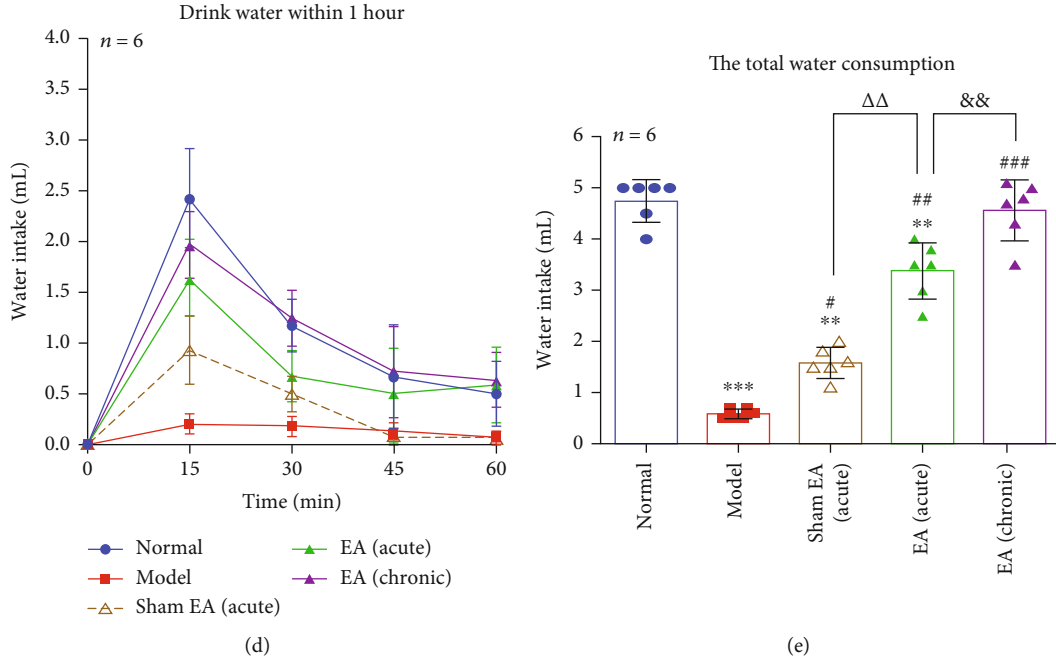 Drink water within 1 hour
n = 6
4.0
3.5
3.0
2.5
2.0
1.5
1.0
0.5
0.0
Water intake (mL)
0
15
30
45
60
Time (min)
Normal
Model
Sham EA (acute)
EA (acute)
EA (chronic)
(d)
The total water consumption
ΔΔ
&&
n = 6
6
5
4
3
2
1
0
Water intake (mL)
***
#
**
##
**
###
Normal
Model
Sham EA
(acute)
EA (acute)
EA (chronic)
(e)